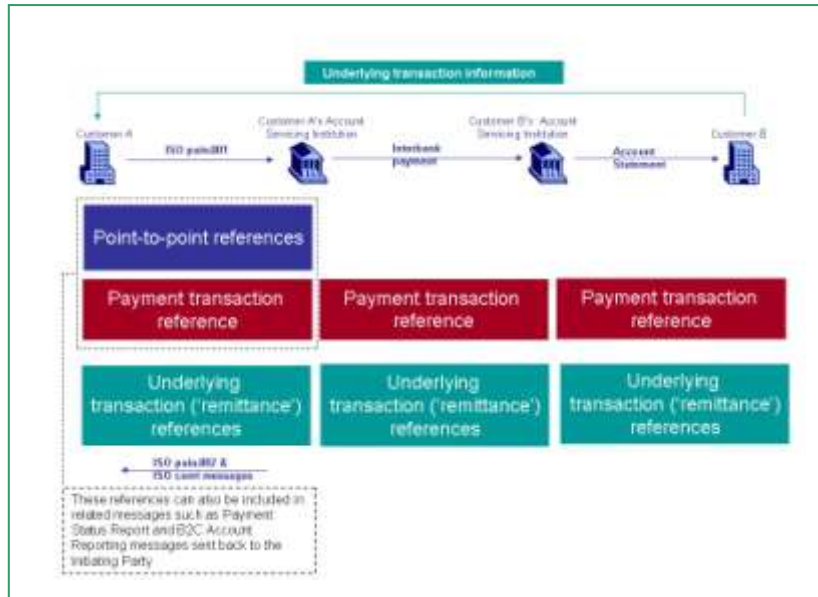 Underlying transaction information
Customer A
Customer A's Account
Servicing Institution
Customer B's Account
Servicing Institution
Customer B
ISO pain.001
Interbank
payment
Account
Statement
Point-to-point references
Payment transaction
reference
Payment transaction
reference
Payment transaction
reference
Underlying
transaction ('remittance')
references
Underlying
transaction ('remittance')
references
Underlying
transaction ('remittance')
references
ISO pain.002 &
ISO camt messages
These references can also be included in
related messages such as Payment
Status Report and B2C Account
Reporting messages sent back to the
Initiating Party